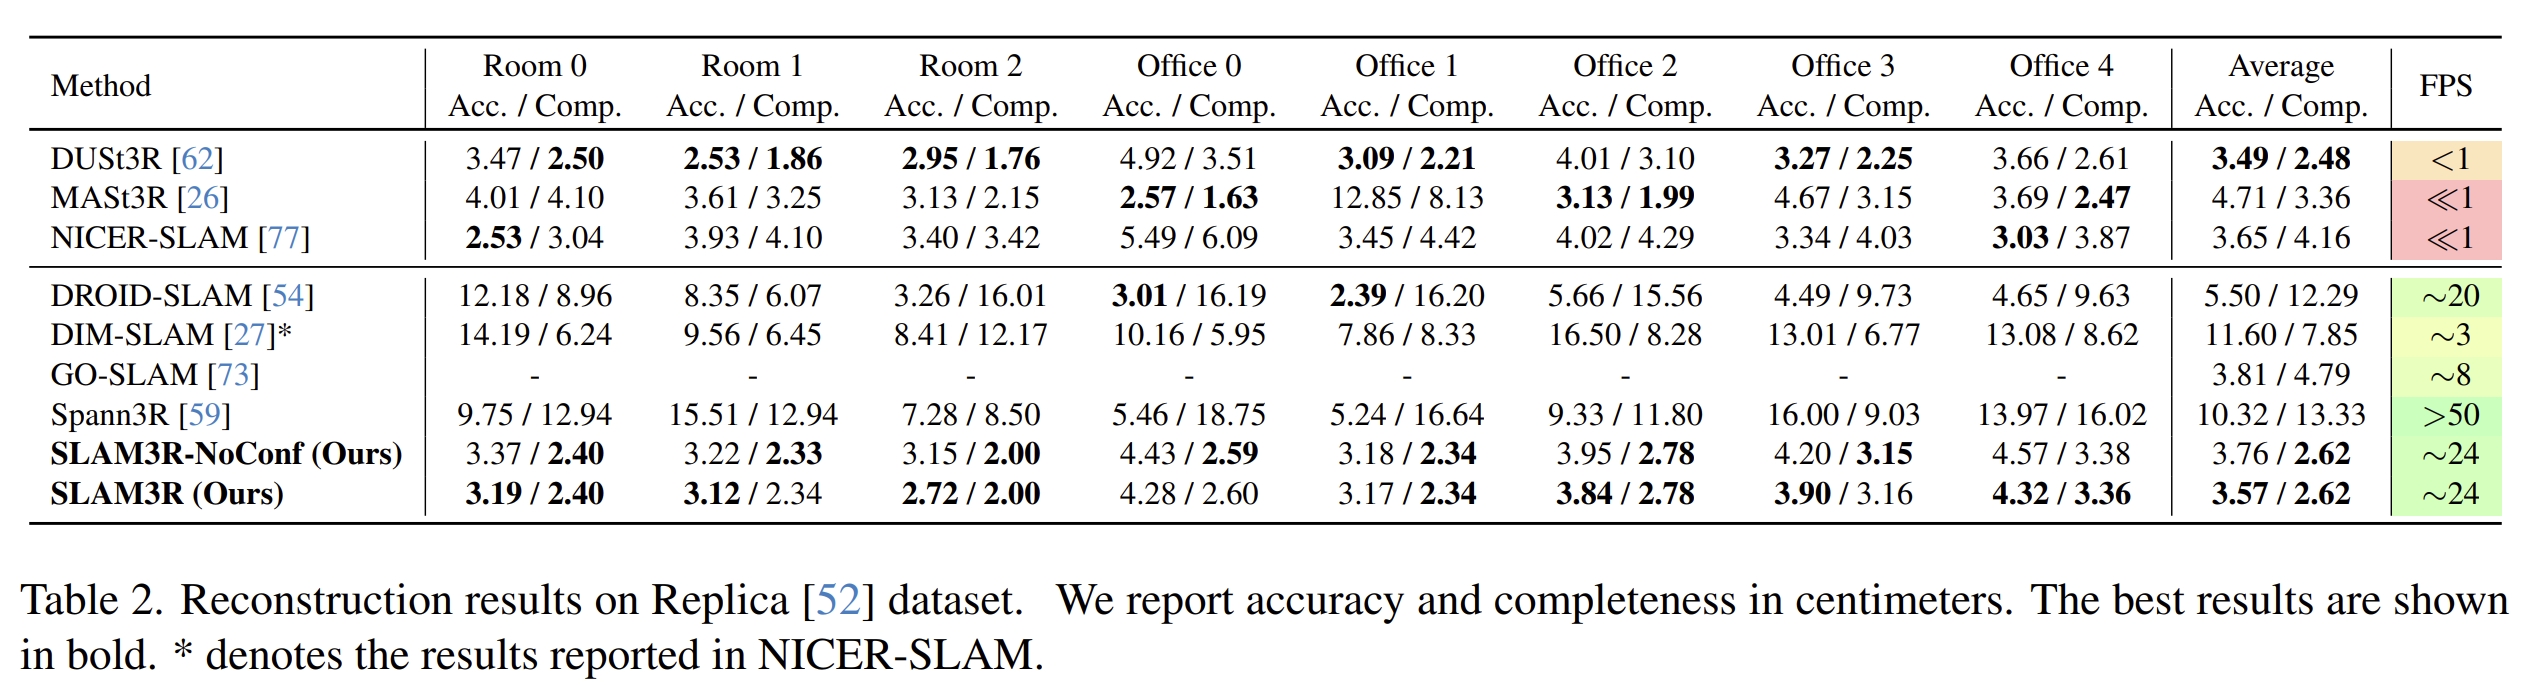 Method Room 0 Room 1 Room 2 Office 0 Office 1 Office 2 Office 3 Office 4 Average FPS
Acc. / Comp. Acc. / Comp. Acc. / Comp. Acc. / Comp. Acc. / Comp. Acc. / Comp. Acc. / Comp. Acc. / Comp. Acc. / Comp.
DUSt3R [62] 3.47 / 2.50 2.53 / 1.86 2.95 / 1.76 4.92 / 3.51 3.09 / 2.21 4.01 / 3.10 3.27 / 2.25 3.66 / 2.61 3.49 / 2.48 <1
MASt3R [26] 4.01 / 4.10 3.61 / 3.25 3.13 / 2.15 2.57 / 1.63 12.85 / 8.13 3.13 / 1.99 4.67 / 3.15 3.69 / 2.47 4.71 / 3.36 ≪1
NICER-SLAM [77] 2.53 / 3.04 3.93 / 4.10 3.40 / 3.42 5.49 / 6.09 3.45 / 4.42 4.02 / 4.29 3.34 / 4.03 3.03 / 3.87 3.65 / 4.16 ≪1
DROID-SLAM [54] 12.18 / 8.96 8.35 / 6.07 3.26 / 16.01 3.01 / 16.19 2.39 / 16.20 5.66 / 15.56 4.49 / 9.73 4.65 / 9.63 5.50 / 12.29 ∼20
DIM-SLAM [27]* 14.19 / 6.24 9.56 / 6.45 8.41 / 12.17 10.16 / 5.95 7.86 / 8.33 16.50 / 8.28 13.01 / 6.77 13.08 / 8.62 11.60 / 7.85 ∼3
GO-SLAM [73] - - - - - - - - 3.81 / 4.79 ∼8
Spann3R [59] 9.75 / 12.94 15.51 / 12.94 7.28 / 8.50 5.46 / 18.75 5.24 / 16.64 9.33 / 11.80 16.00 / 9.03 13.97 / 16.02 10.32 / 13.33 >50
SLAM3R-NoConf (Ours) 3.37 / 2.40 3.22 / 2.33 3.15 / 2.00 4.43 / 2.59 3.18 / 2.34 3.95 / 2.78 4.20 / 3.15 4.57 / 3.38 3.76 / 2.62 ∼24
SLAM3R (Ours) 3.19 / 2.40 3.12 / 2.34 2.72 / 2.00 4.28 / 2.60 3.17 / 2.34 3.84 / 2.78 3.90 / 3.16 4.32 / 3.36 3.57 / 2.62 ∼24
Table 2. Reconstruction results on Replica [52] dataset. We report accuracy and completeness in centimeters. The best results are shown
in bold. * denotes the results reported in NICER-SLAM.